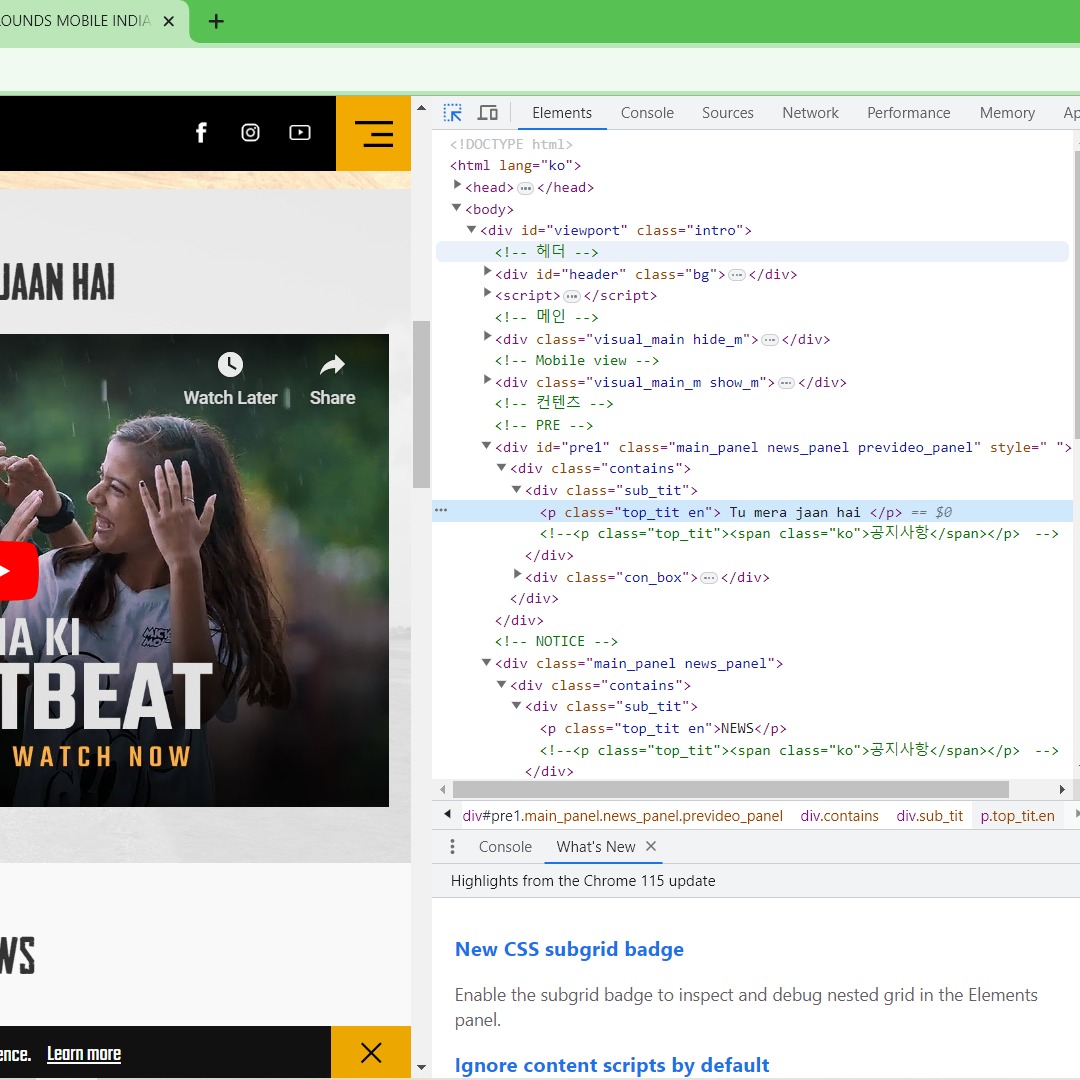 OUNDS MOBILE INDIA
Elements Console Sources Network Performance Memory Ap
<!DOCTYPE html>
<html lang="ko">
<head> ⋯ </head>
<body>
<div id="viewport" class="intro">
<!-- 헤더 -->
<div id="header" class="bg"> ⋯ </div>
<script> ⋯ </script>
<!-- 메인 -->
<div class="visual_main hide_m"> ⋯ </div>
<!-- Mobile view -->
<div class="visual_main_m show_m"> ⋯ </div>
<!-- 컨텐츠 -->
<!-- PRE -->
<div id="pre1" class="main_panel news_panel prevideo_panel" style=" ">
<div class="contains">
<div class="sub_tit">
<p class="top_tit en"> Tu mera jaan hai </p> == $0
<!--<p class="top_tit"><span class="ko">공지사항</span></p> -->
</div>
<div class="con_box"> ⋯ </div>
</div>
</div>
<!-- NOTICE -->
<div class="main_panel news_panel">
<div class="contains">
<div class="sub_tit">
<p class="top_tit en">NEWS</p>
<!--<p class="top_tit"><span class="ko">공지사항</span></p> -->
</div>
div#pre1.main_panel.news_panel.prevideo_panel div.contains div.sub_tit p.top_tit.en
Console What's New
Highlights from the Chrome 115 update
New CSS subgrid badge
Enable the subgrid badge to inspect and debug nested grid in the Elements
panel.
Ignore content scripts by default
JAAN HAI
Watch Later Share
IA KI
TBEAT
WATCH NOW
WS
ence. Learn more